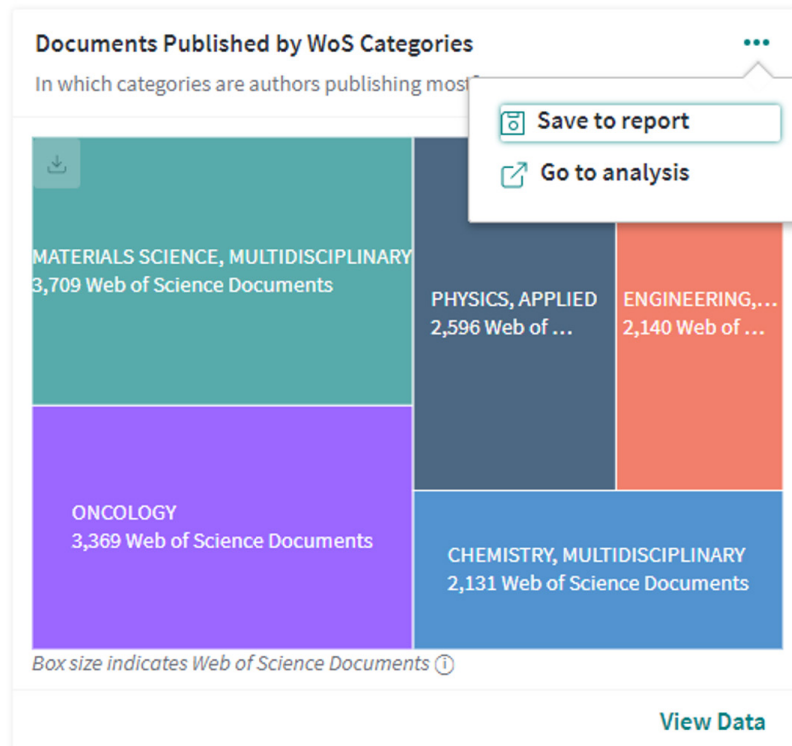 Documents Published by WoS Categories
In which categories are authors publishing most
Save to report
Go to analysis
MATERIALS SCIENCE, MULTIDISCIPLINARY
3,709 Web of Science Documents
PHYSICS, APPLIED
2,596 Web of ...
ENGINEERING,...
2,140 Web of ...
ONCOLOGY
3,369 Web of Science Documents
CHEMISTRY, MULTIDISCIPLINARY
2,131 Web of Science Documents
Box size indicates Web of Science Documents
View Data